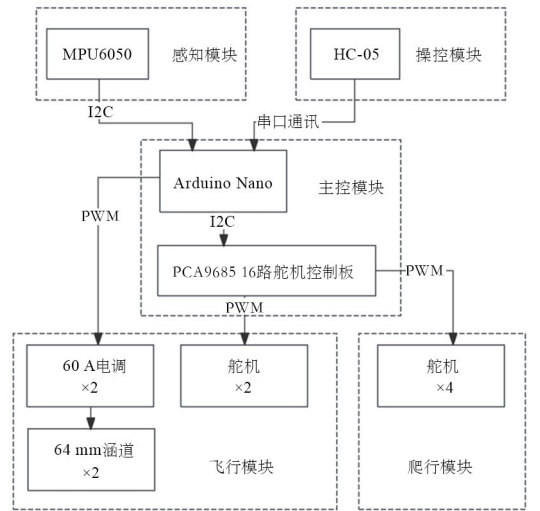 MPU6050
感知模块
HC-05
操控模块
I2C
串口通讯
Arduino Nano
主控模块
PWM
I2C
PCA9685 16路舵机控制板
PWM
PWM
60 A电调
×2
舵机
×2
舵机
×4
64 mm涵道
×2
飞行模块
爬行模块